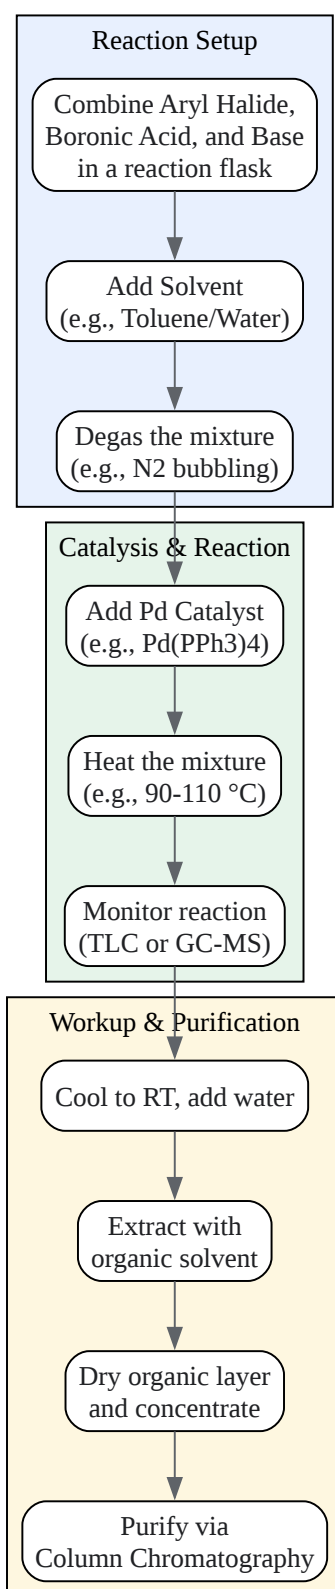 Reaction Setup
Combine Aryl Halide,
Boronic Acid, and Base
in a reaction flask
Add Solvent
(e.g., Toluene/Water)
Degas the mixture
(e.g., N2 bubbling)
Catalysis & Reaction
Add Pd Catalyst
(e.g., Pd(PPh3)4)
Heat the mixture
(e.g., 90-110 °C)
Monitor reaction
(TLC or GC-MS)
Workup & Purification
Cool to RT, add water
Extract with
organic solvent
Dry organic layer
and concentrate
Purify via
Column Chromatography